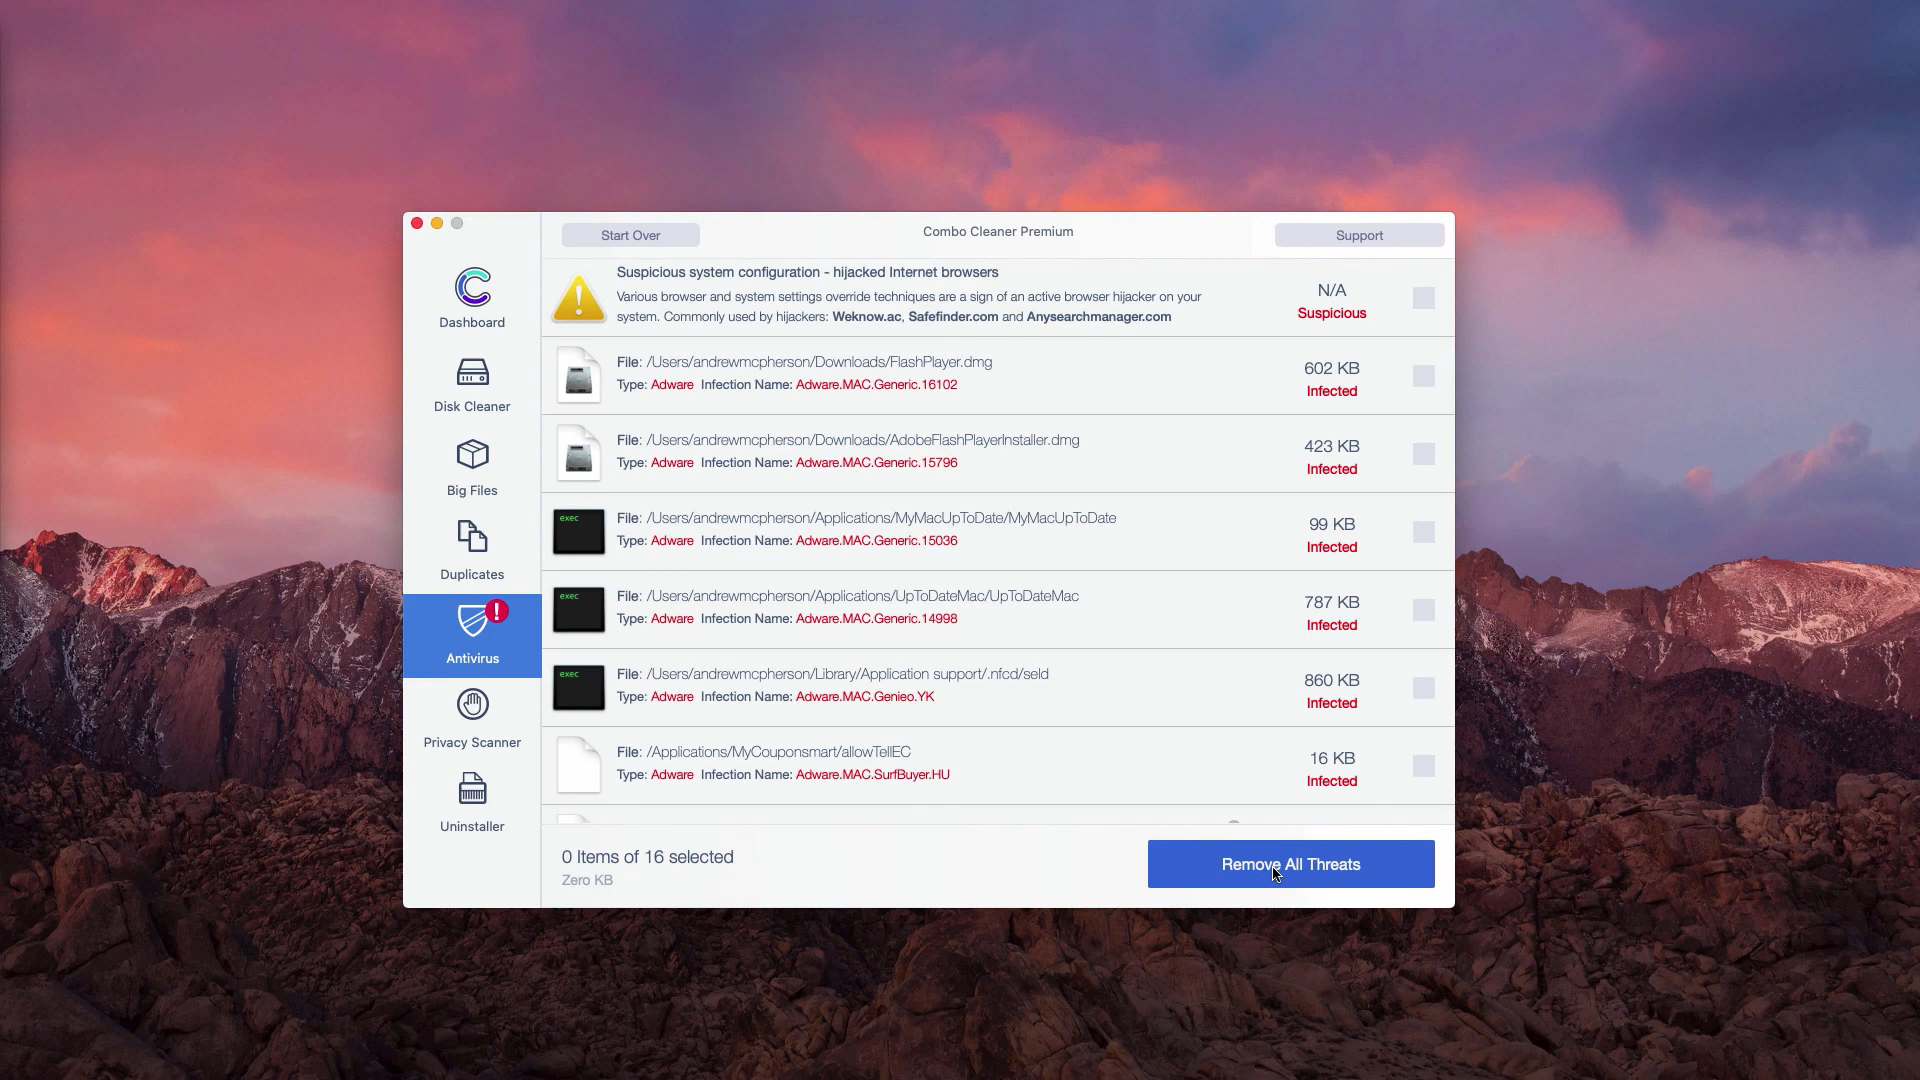 Start Over
Combo Cleaner Premium
Support
Dashboard
Disk Cleaner
Big Files
Duplicates
Antivirus
Privacy Scanner
Uninstaller
Suspicious system configuration - hijacked Internet browsers
Various browser and system settings override techniques are a sign of an active browser hijacker on your
system. Commonly used by hijackers: Weknow.ac, Safefinder.com and Anysearchmanager.com
N/A
Suspicious
File: /Users/andrewmcpherson/Downloads/FlashPlayer.dmg
Type: Adware Infection Name: Adware.MAC.Generic.16102
602 KB
Infected
File: /Users/andrewmcpherson/Downloads/AdobeFlashPlayerInstaller.dmg
Type: Adware Infection Name: Adware.MAC.Generic.15796
423 KB
Infected
exec
File: /Users/andrewmcpherson/Applications/MyMacUpToDate/MyMacUpToDate
Type: Adware Infection Name: Adware.MAC.Generic.15036
99 KB
Infected
exec
File: /Users/andrewmcpherson/Applications/UpToDateMac/UpToDateMac
Type: Adware Infection Name: Adware.MAC.Generic.14998
787 KB
Infected
exec
File: /Users/andrewmcpherson/Library/Application support/.nfcd/seld
Type: Adware Infection Name: Adware.MAC.Genieo.YK
860 KB
Infected
File: /Applications/MyCouponsmart/allowTellEC
Type: Adware Infection Name: Adware.MAC.SurfBuyer.HU
16 KB
Infected
0 Items of 16 selected
Zero KB
Remove All Threats